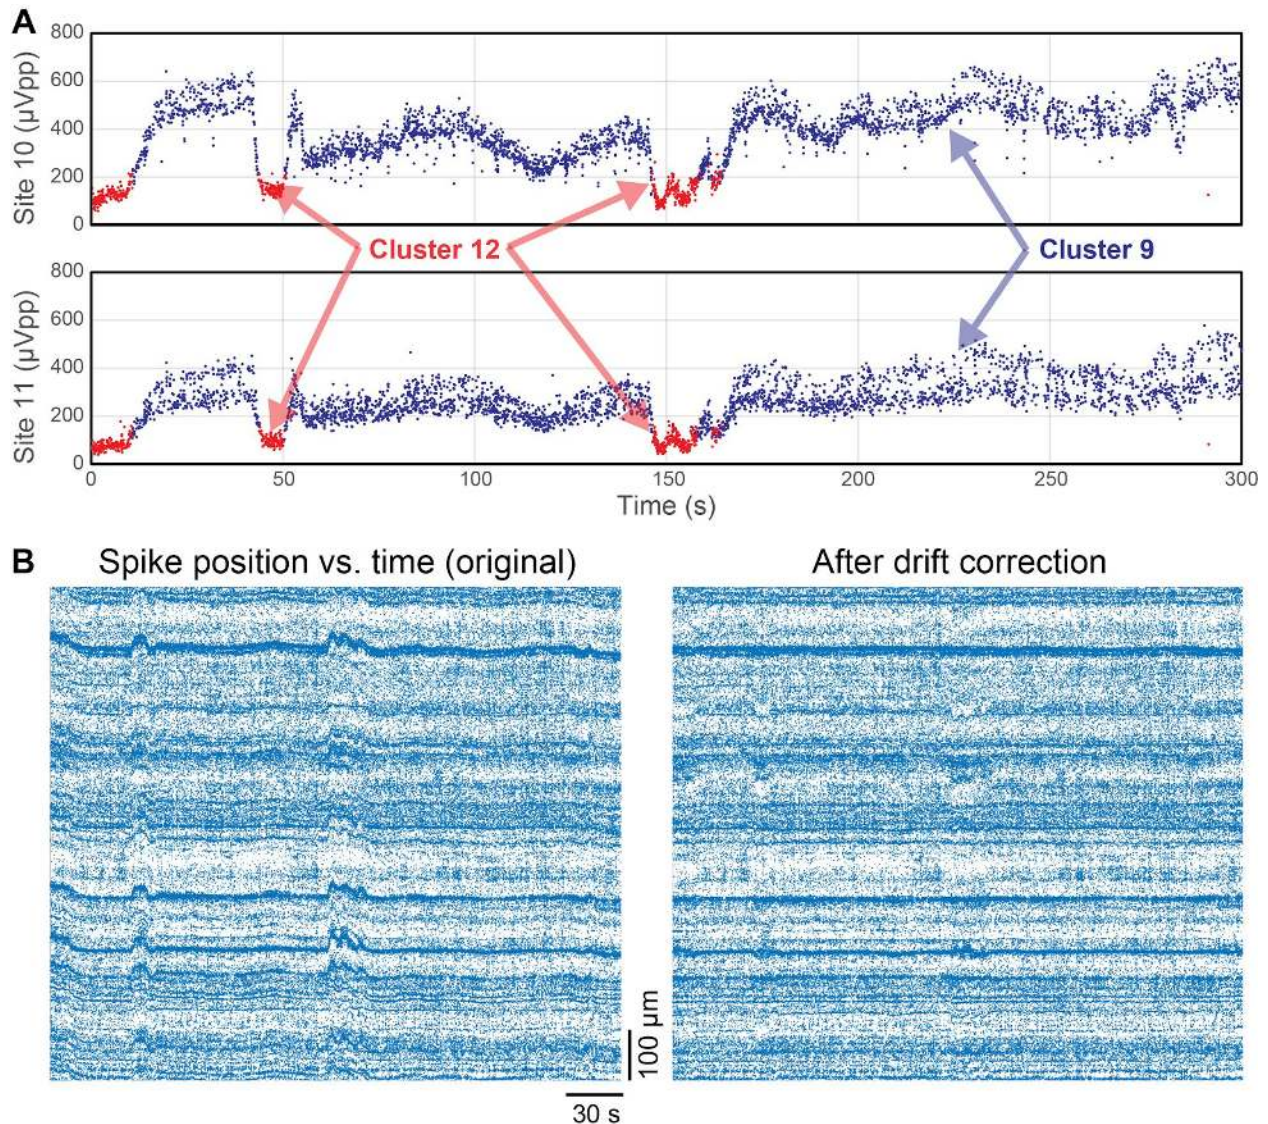 A
800
600
400
200
0
Site 10 (µVpp)
Cluster 12
Cluster 9
800
600
400
200
0
Site 11 (µVpp)
0 50 100 150 200 250 300
Time (s)
B
Spike position vs. time (original)
After drift correction
100 µm
30 s